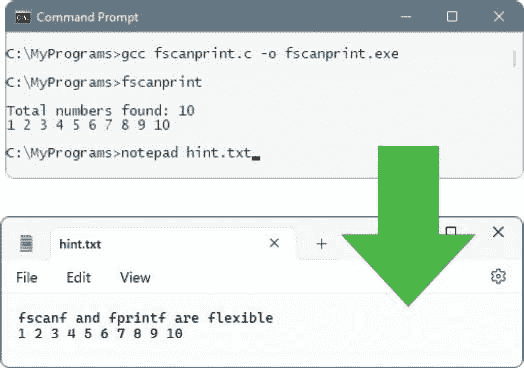 Command Prompt
C:\MyPrograms>gcc fscanprint.c -o fscanprint.exe
C:\MyPrograms>fscanprint
Total numbers found: 10
1 2 3 4 5 6 7 8 9 10
C:\MyPrograms>notepad hint.txt
hint.txt
File Edit View
fscanf and fprintf are flexible
1 2 3 4 5 6 7 8 9 10